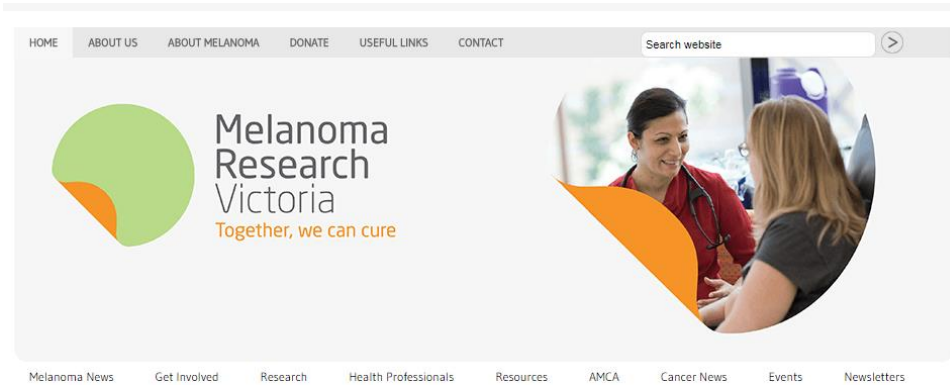 HOME ABOUT US ABOUT MELANOMA DONATE USEFUL LINKS CONTACT Search website
Melanoma
Research
Victoria
Together, we can cure
Melanoma News Get Involved Research Health Professionals Resources AMCA Cancer News Events Newsletters